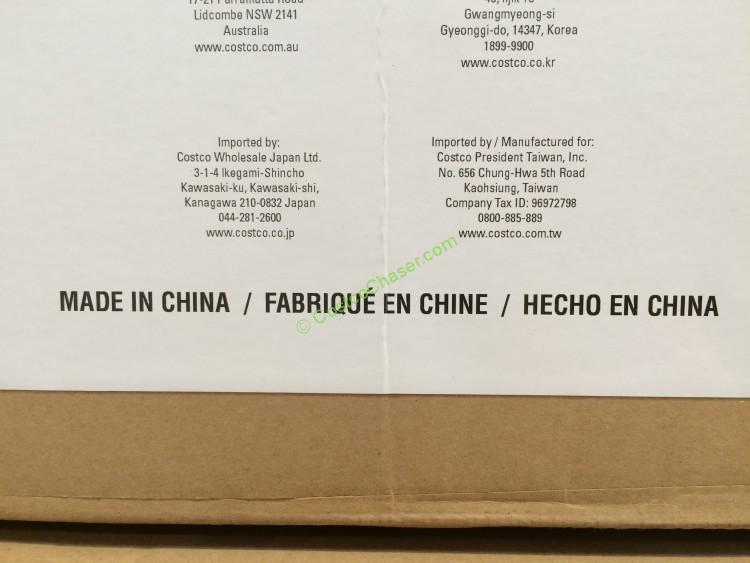 Lidcombe NSW 2141
Australia
www.costco.com.au
Gwangmyeong-si
Gyeonggi-do, 14347, Korea
1899-9900
www.costco.co.kr
Imported by:
Costco Wholesale Japan Ltd.
3-1-4 Ikegami-Shincho
Kawasaki-ku, Kawasaki-shi,
Kanagawa 210-0832 Japan
044-281-2600
www.costco.co.jp
Imported by / Manufactured for:
Costco President Taiwan, Inc.
No. 656 Chung-Hwa 5th Road
Kaohsiung, Taiwan
Company Tax ID: 96972798
0800-885-889
www.costco.com.tw
MADE IN CHINA / FABRIQUÉ EN CHINE / HECHO EN CHINA
© CostcoChaser.com